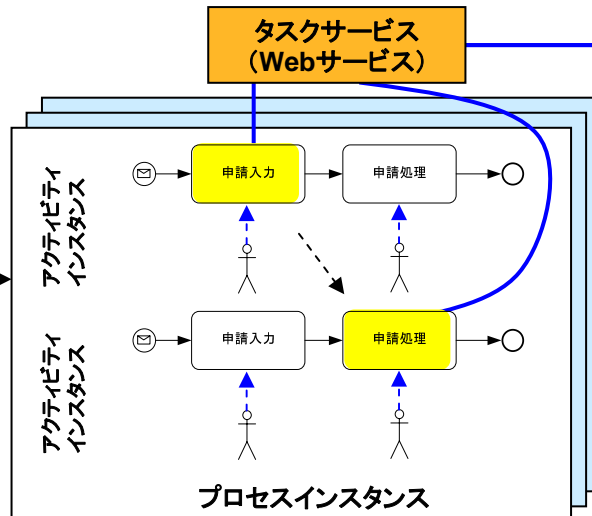 タスクサービス
（Webサービス）
アクティビティ
インスタンス
申請入力
申請処理
アクティビティ
インスタンス
申請入力
申請処理
プロセスインスタンス